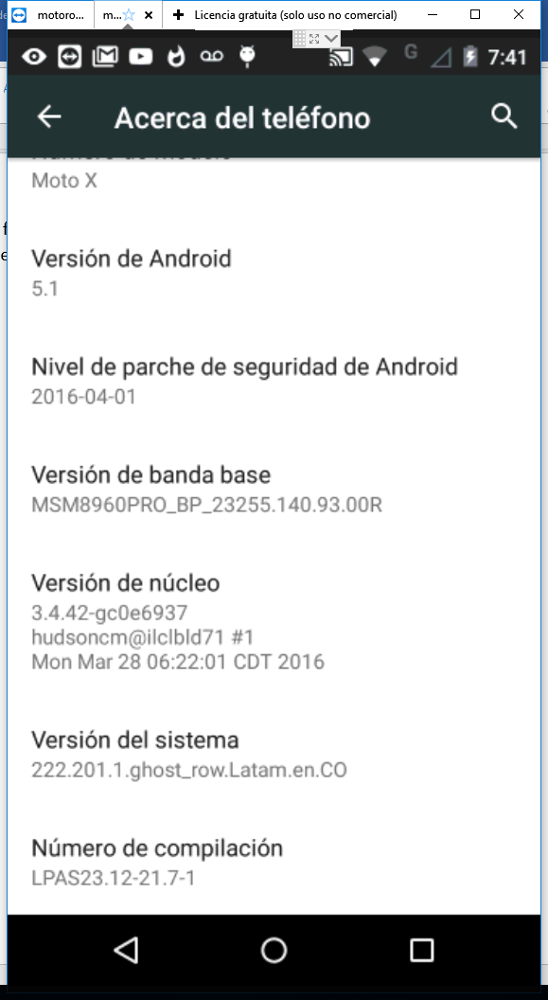 motoro...
m...
Licencia gratuita (solo uso no comercial)
G
7:41
Acerca del teléfono
Moto X
Versión de Android
5.1
Nivel de parche de seguridad de Android
2016-04-01
Versión de banda base
MSM8960PRO_BP_23255.140.93.00R
Versión de núcleo
3.4.42-gc0e6937
hudsoncm@ilclbld71 #1
Mon Mar 28 06:22:01 CDT 2016
Versión del sistema
222.201.1.ghost_row.Latam.en.CO
Número de compilación
LPAS23.12-21.7-1